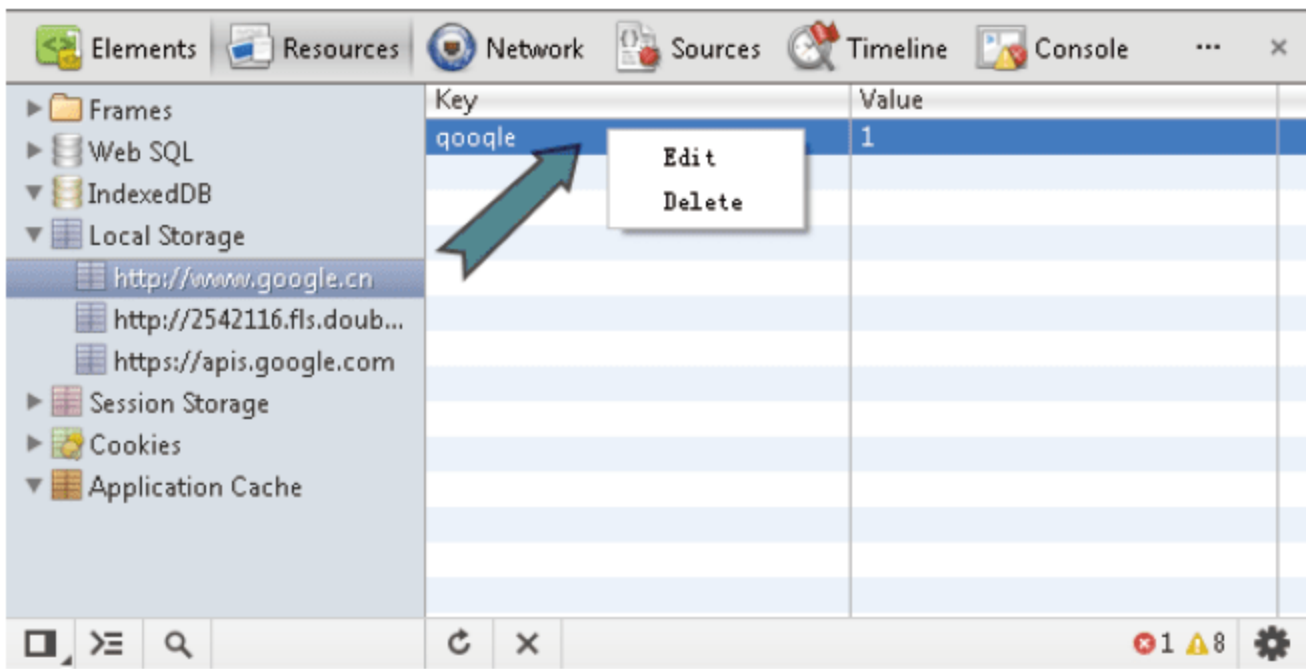 Elements Resources Network Sources Timeline Console ...
Key Value
Frames
qooqle 1
Edit
Web SQL
IndexedDB
Delete
Local Storage
http://www.google.cn
http://2542116.fls.doub...
https://apis.google.com
Session Storage
Cookies
Application Cache
1 8